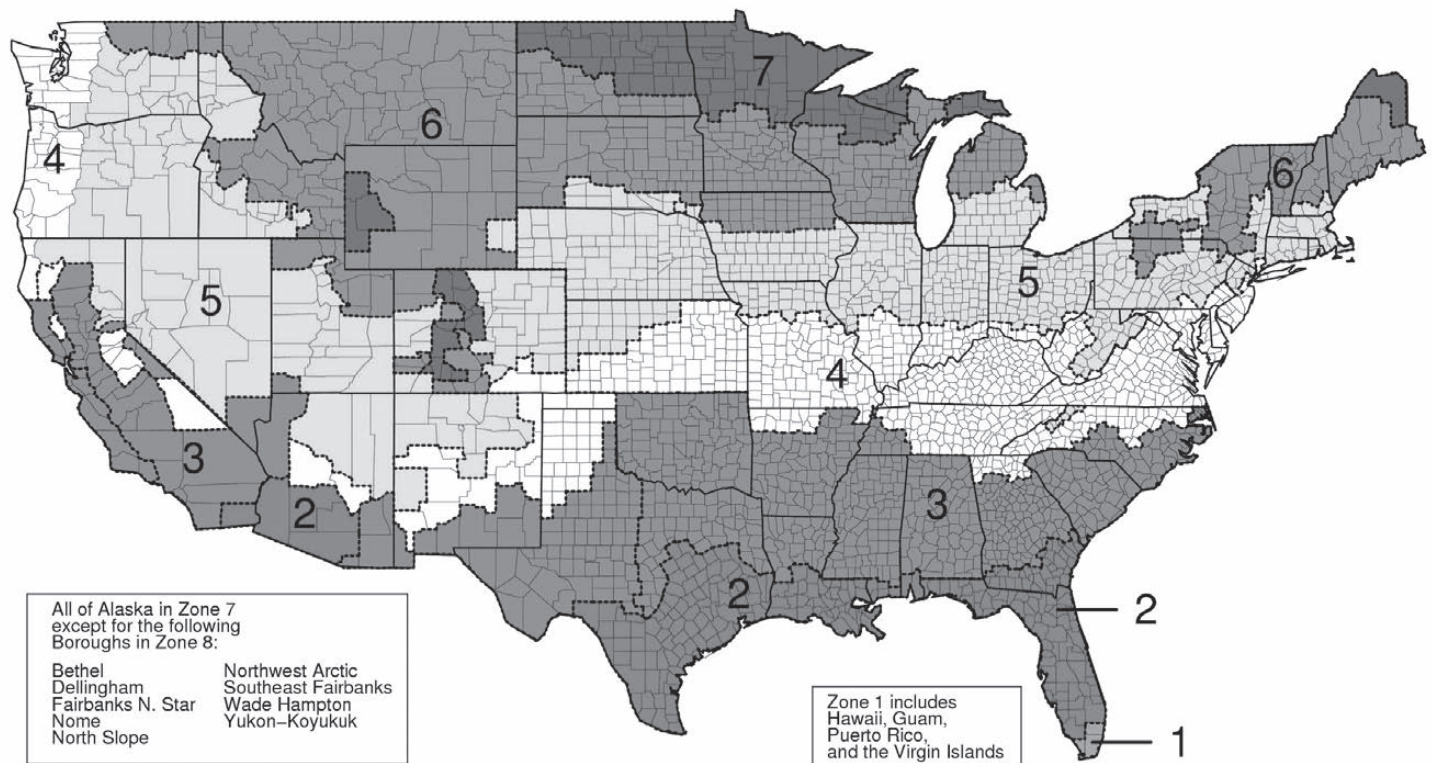 7
6
4
6
5
5
4
3
2
3
2
2
1
All of Alaska in Zone 7
except for the following
Boroughs in Zone 8:
Bethel Northwest Arctic
Dellingham Southeast Fairbanks
Fairbanks N. Star Wade Hampton
Nome Yukon-Koyukuk
North Slope
Zone 1 includes
Hawaii, Guam,
Puerto Rico,
and the Virgin Islands